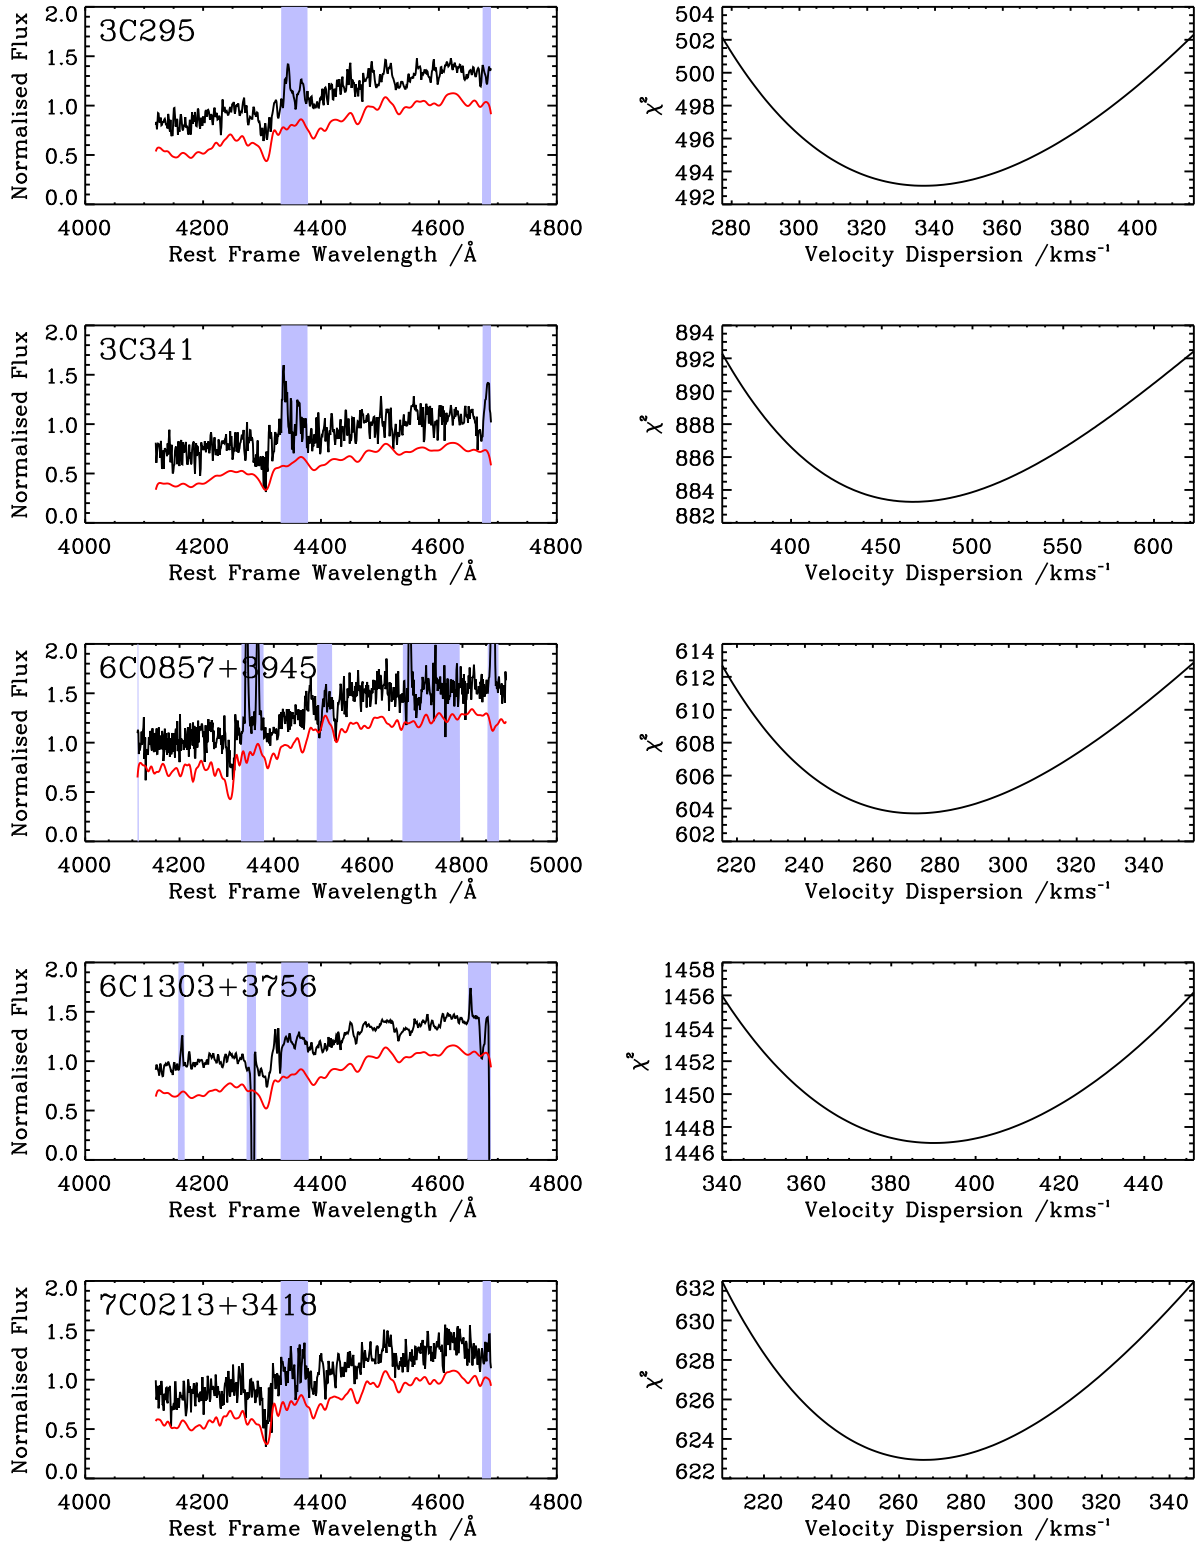 Normalised Flux
2.0
1.5
1.0
0.5
0.0
3C295
4000 4200 4400 4600 4800
Rest Frame Wavelength /Å
χ²
504
502
500
498
496
494
492
280 300 320 340 360 380 400
Velocity Dispersion /kms⁻¹
Normalised Flux
2.0
1.5
1.0
0.5
0.0
3C341
4000 4200 4400 4600 4800
Rest Frame Wavelength /Å
χ²
894
892
890
888
886
884
882
400 450 500 550 600
Velocity Dispersion /kms⁻¹
Normalised Flux
2.0
1.5
1.0
0.5
0.0
6C0857+3945
4000 4200 4400 4600 4800 5000
Rest Frame Wavelength /Å
χ²
614
612
610
608
606
604
602
220 240 260 280 300 320 340
Velocity Dispersion /kms⁻¹
Normalised Flux
2.0
1.5
1.0
0.5
0.0
6C1303+3756
4000 4200 4400 4600 4800
Rest Frame Wavelength /Å
χ²
1458
1456
1454
1452
1450
1448
1446
340 360 380 400 420 440
Velocity Dispersion /kms⁻¹
Normalised Flux
2.0
1.5
1.0
0.5
0.0
7C0213+3418
4000 4200 4400 4600 4800
Rest Frame Wavelength /Å
χ²
632
630
628
626
624
622
220 240 260 280 300 320 340
Velocity Dispersion /kms⁻¹